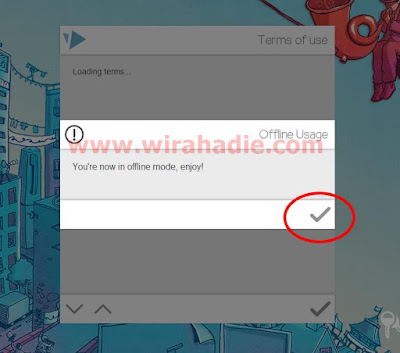 Terms of use
Loading terms...
www.wirahadie.com
Offline Usage
You're now in offline mode, enjoy!